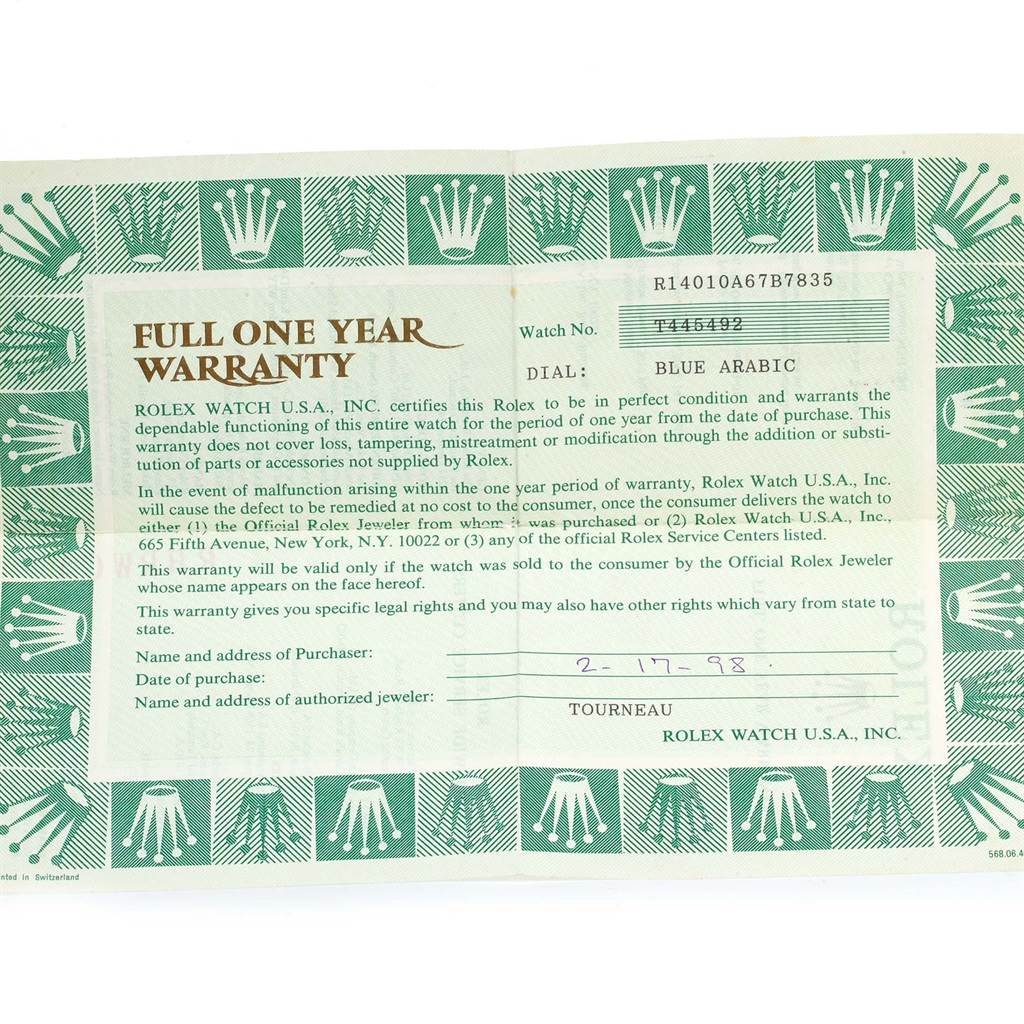 R14010A67B7835
FULL ONE YEAR
WARRANTY
Watch No. T445492
DIAL: BLUE ARABIC
ROLEX WATCH U.S.A., INC. certifies this Rolex to be in perfect condition and warrants the
dependable functioning of this entire watch for the period of one year from the date of purchase. This
warranty does not cover loss, tampering, mistreatment or modification through the addition or substi-
tution of parts or accessories not supplied by Rolex.
In the event of malfunction arising within the one year period of warranty, Rolex Watch U.S.A., Inc.
will cause the defect to be remedied at no cost to the consumer, once the consumer delivers the watch to
either (1) the Official Rolex Jeweler from whom it was purchased or (2) Rolex Watch U.S.A., Inc.,
665 Fifth Avenue, New York, N.Y. 10022 or (3) any of the official Rolex Service Centers listed.
This warranty will be valid only if the watch was sold to the consumer by the Official Rolex Jeweler
whose name appears on the face hereof.
This warranty gives you specific legal rights and you may also have other rights which vary from state to
state.
Name and address of Purchaser:
Date of purchase: 2-17-98.
Name and address of authorized jeweler:
TOURNEAU
ROLEX WATCH U.S.A., INC.
nted in Switzerland
568.06.4